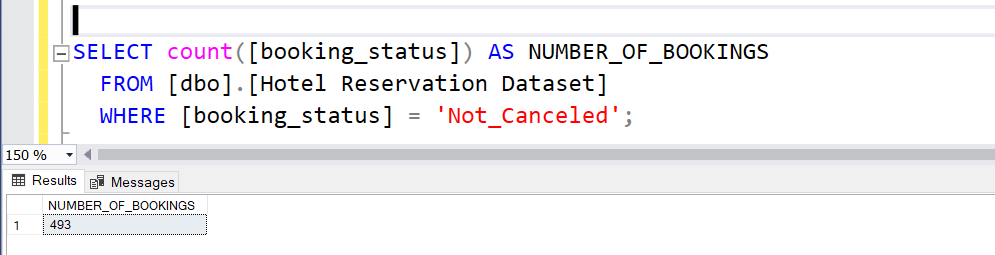 SELECT count([booking_status]) AS NUMBER_OF_BOOKINGS
FROM [dbo].[Hotel Reservation Dataset]
WHERE [booking_status] = 'Not_Canceled';
150 %
Results Messages
NUMBER_OF_BOOKINGS
1 493